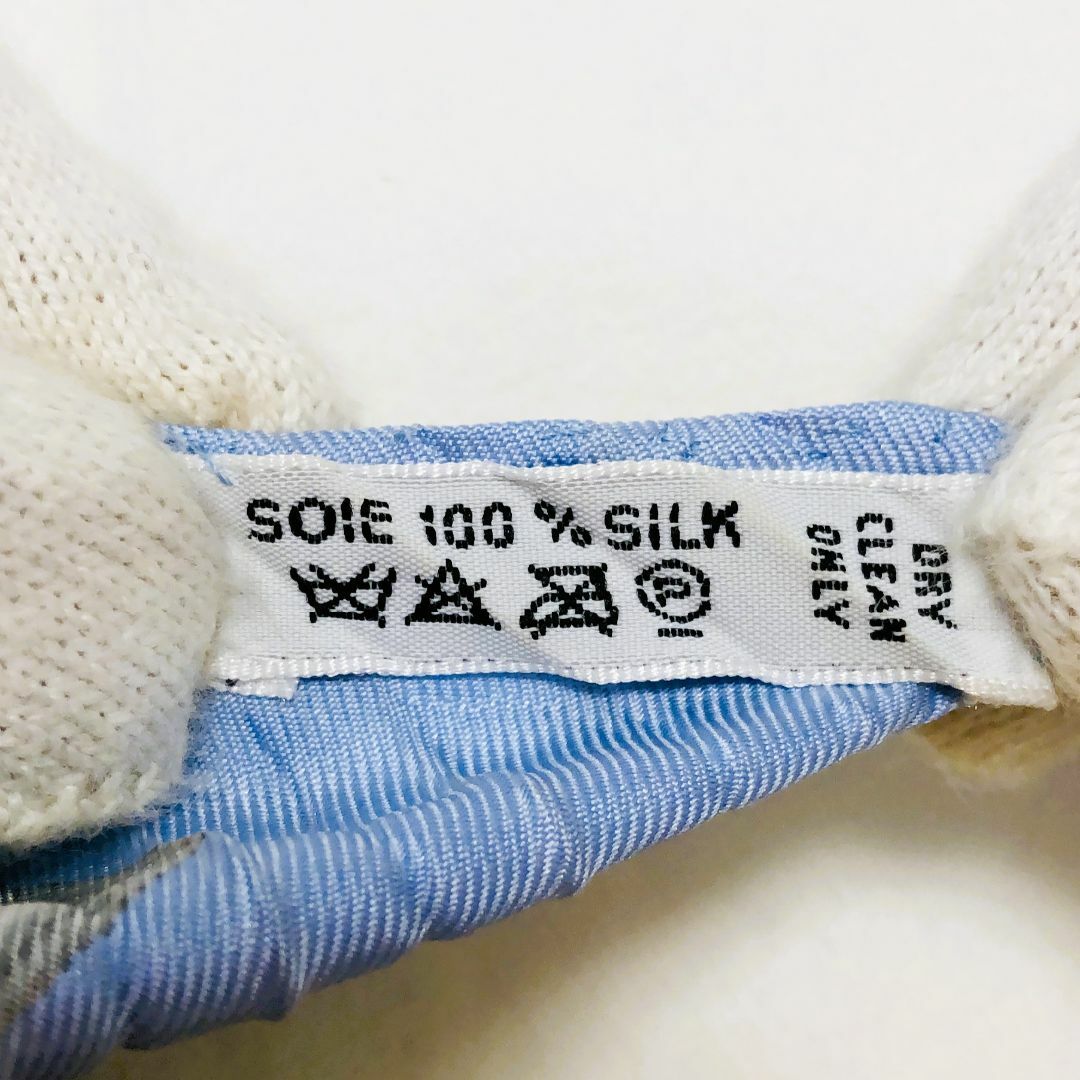 SOIE 100 % SILK
P
DRY
CLEAN
ONLY